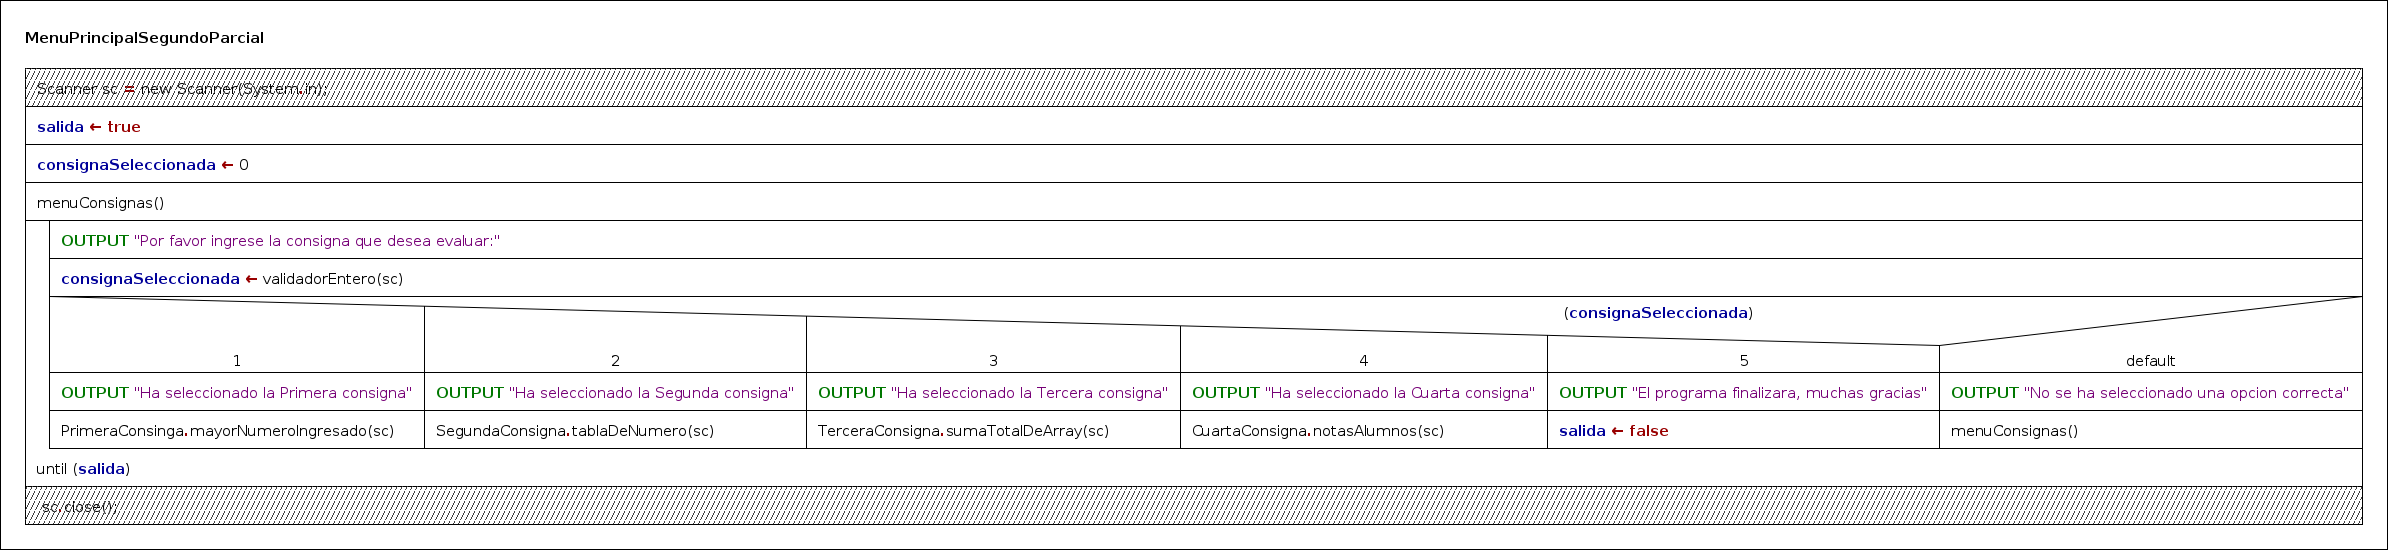 MenuPrincipalSegundoParcial
Scanner sc = new Scanner(System.in);
salida ← true
consignaSeleccionada ← 0
menuConsignas()
OUTPUT "Por favor ingrese la consigna que desea evaluar:"
consignaSeleccionada ← validadorEntero(sc)
(consignaSeleccionada)
1 2 3 4 5 default
OUTPUT "Ha seleccionado la Primera consigna" OUTPUT "Ha seleccionado la Segunda consigna" OUTPUT "Ha seleccionado la Tercera consigna" OUTPUT "Ha seleccionado la Cuarta consigna" OUTPUT "El programa finalizara, muchas gracias" OUTPUT "No se ha seleccionado una opcion correcta"
PrimeraConsinga.mayorNumeroIngresado(sc) SegundaConsigna.tablaDeNumero(sc) TerceraConsigna.sumaTotalDeArray(sc) CuartaConsigna.notasAlumnos(sc) salida ← false menuConsignas()
until (salida)
sc.close();